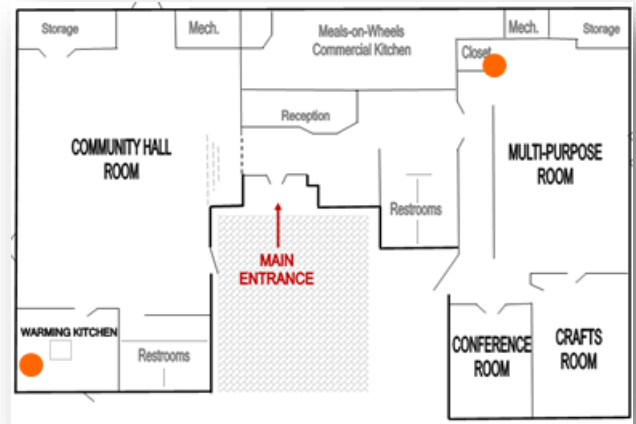 Storage
Mech.
Meals-on-Wheels
Commercial Kitchen
Mech.
Storage
Closet
Reception
COMMUNITY HALL
ROOM
MULTI-PURPOSE
ROOM
Restrooms
MAIN
ENTRANCE
WARMING KITCHEN
Restrooms
CONFERENCE
ROOM
CRAFTS
ROOM